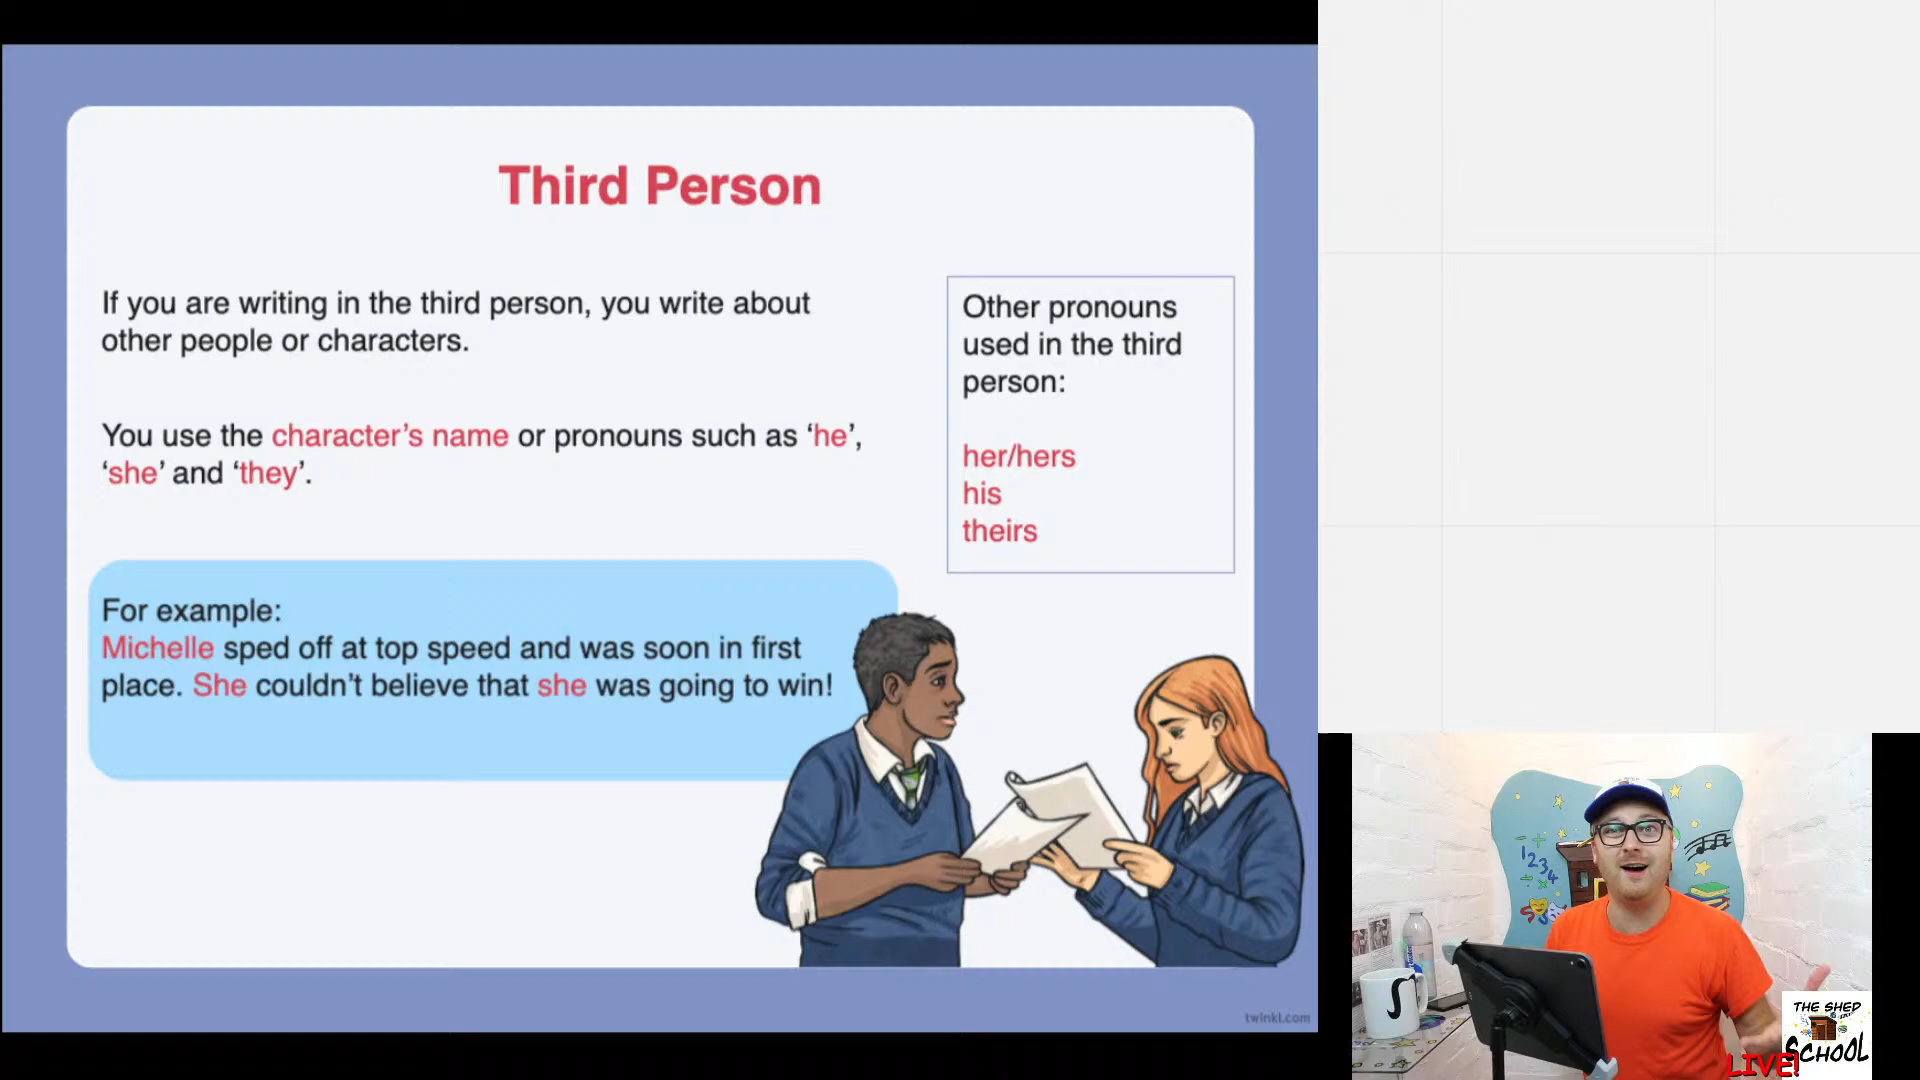 Third Person
If you are writing in the third person, you write about
other people or characters.
You use the character’s name or pronouns such as ‘he’,
‘she’ and ‘they’.
Other pronouns
used in the third
person:
her/hers
his
theirs
For example:
Michelle sped off at top speed and was soon in first
place. She couldn’t believe that she was going to win!
twinkl.com
1234
S
THE SHED
SCHOOL
LIVE!